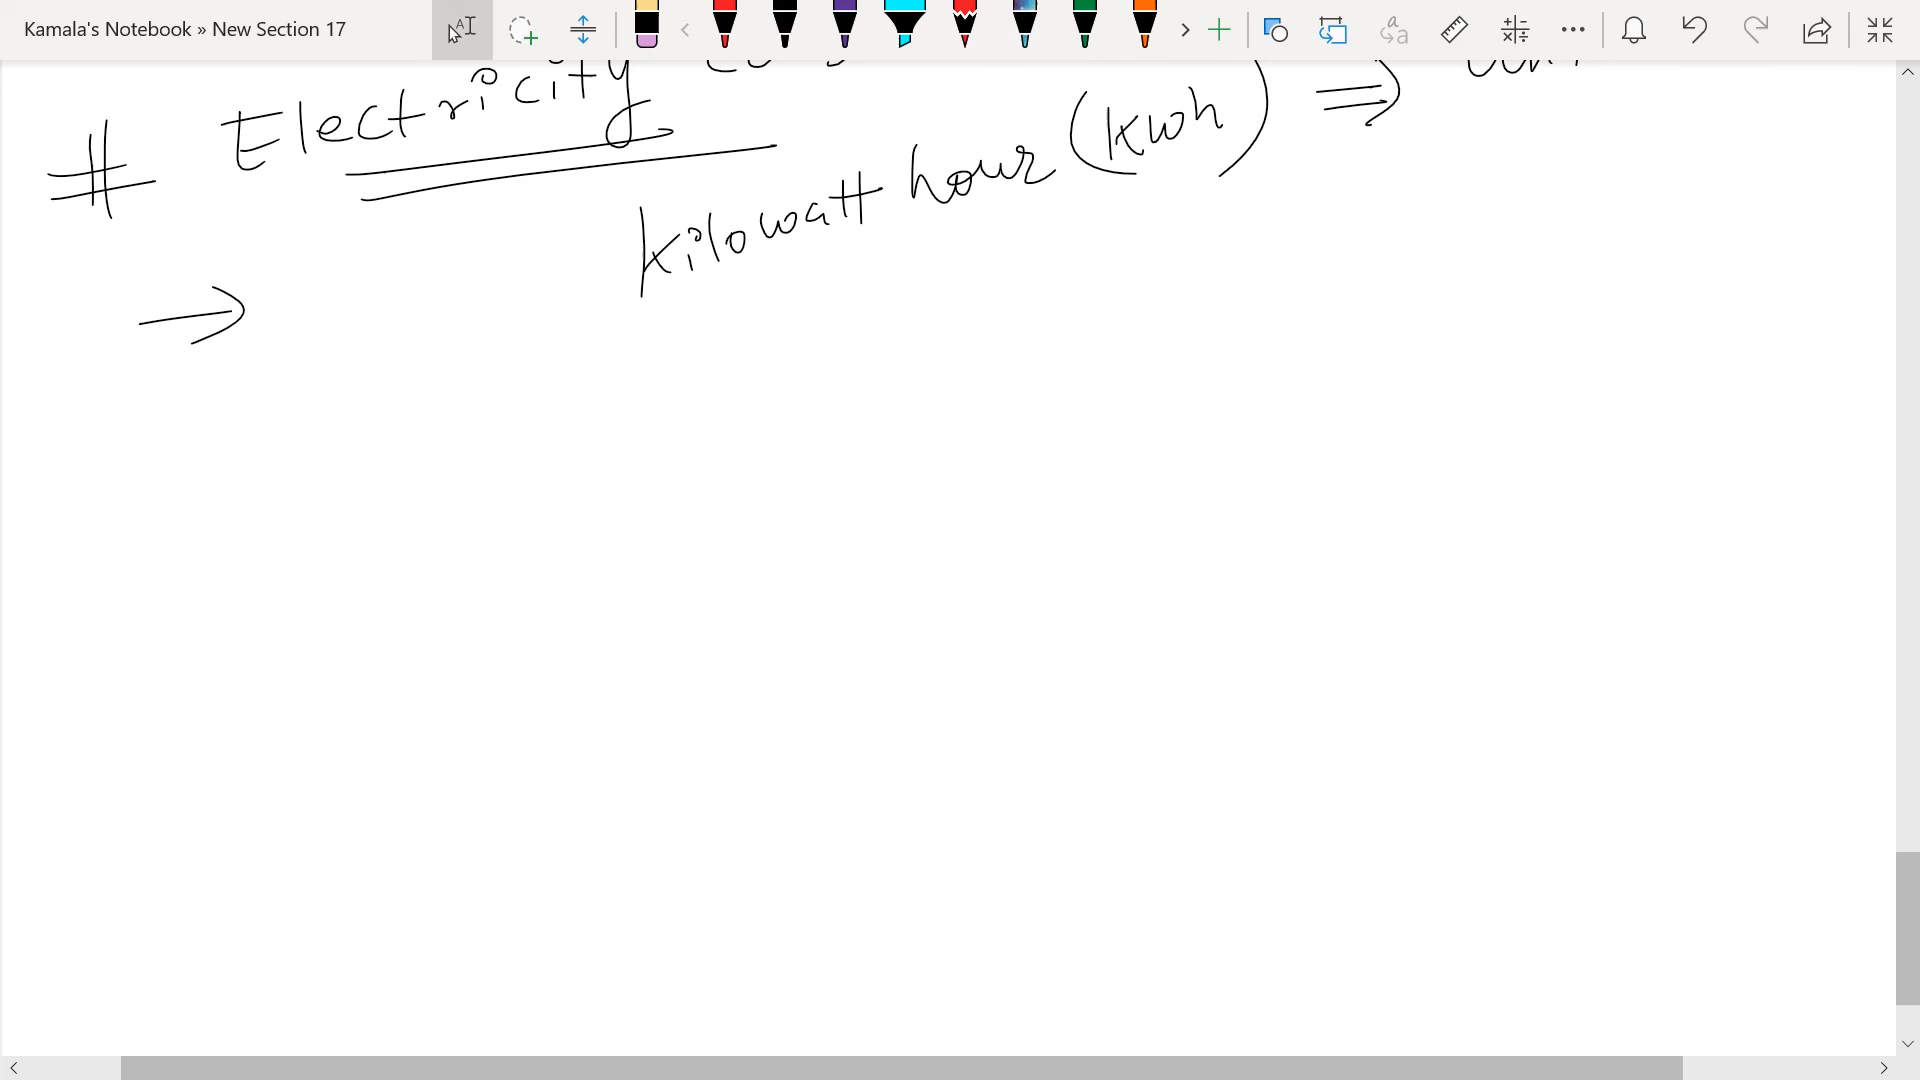 Kamala's Notebook » New Section 17
# Electricity
kilowatt hour (kwh) ⇒
→